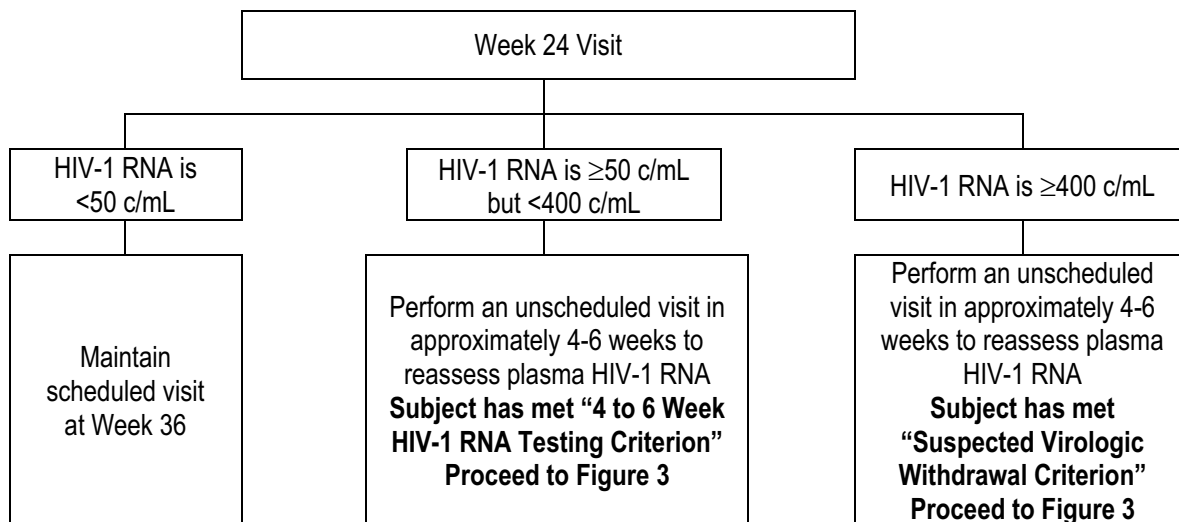 Week 24 Visit
HIV-1 RNA is
<50 c/mL
HIV-1 RNA is ≥50 c/mL
but <400 c/mL
HIV-1 RNA is ≥400 c/mL
Maintain
scheduled visit
at Week 36
Perform an unscheduled visit in
approximately 4-6 weeks to
reassess plasma HIV-1 RNA
Subject has met “4 to 6 Week
HIV-1 RNA Testing Criterion”
Proceed to Figure 3
Perform an unscheduled
visit in approximately 4-6
weeks to reassess plasma
HIV-1 RNA
Subject has met
“Suspected Virologic
Withdrawal Criterion”
Proceed to Figure 3